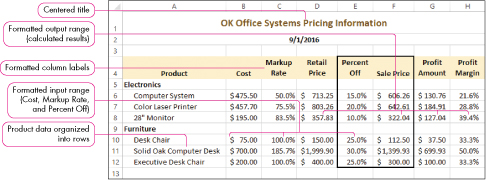 Centered title
Formatted output range
(calculated results)
Formatted column labels
Formatted input range
(Cost, Markup Rate,
and Percent Off)
Product data organized
into rows
A B C D E F G H
1 OK Office Systems Pricing Information
2 9/1/2016
3
4 Product Cost Markup Rate Retail Price Percent Off Sale Price Profit Amount Profit Margin
5 Electronics
6 Computer System $475.50 50.0% $ 713.25 15.0% $ 606.26 $ 130.76 21.6%
7 Color Laser Printer $457.70 75.5% $ 803.26 20.0% $ 642.61 $ 184.91 28.8%
8 28" Monitor $195.00 83.5% $ 357.83 10.0% $ 322.04 $ 127.04 39.4%
9 Furniture
10 Desk Chair $ 75.00 100.0% $ 150.00 25.0% $ 112.50 $ 37.50 33.3%
11 Solid Oak Computer Desk $700.00 185.7% $1,999.90 30.0% $1,399.93 $ 699.93 50.0%
12 Executive Desk Chair $200.00 100.0% $ 400.00 25.0% $ 300.00 $ 100.00 33.3%